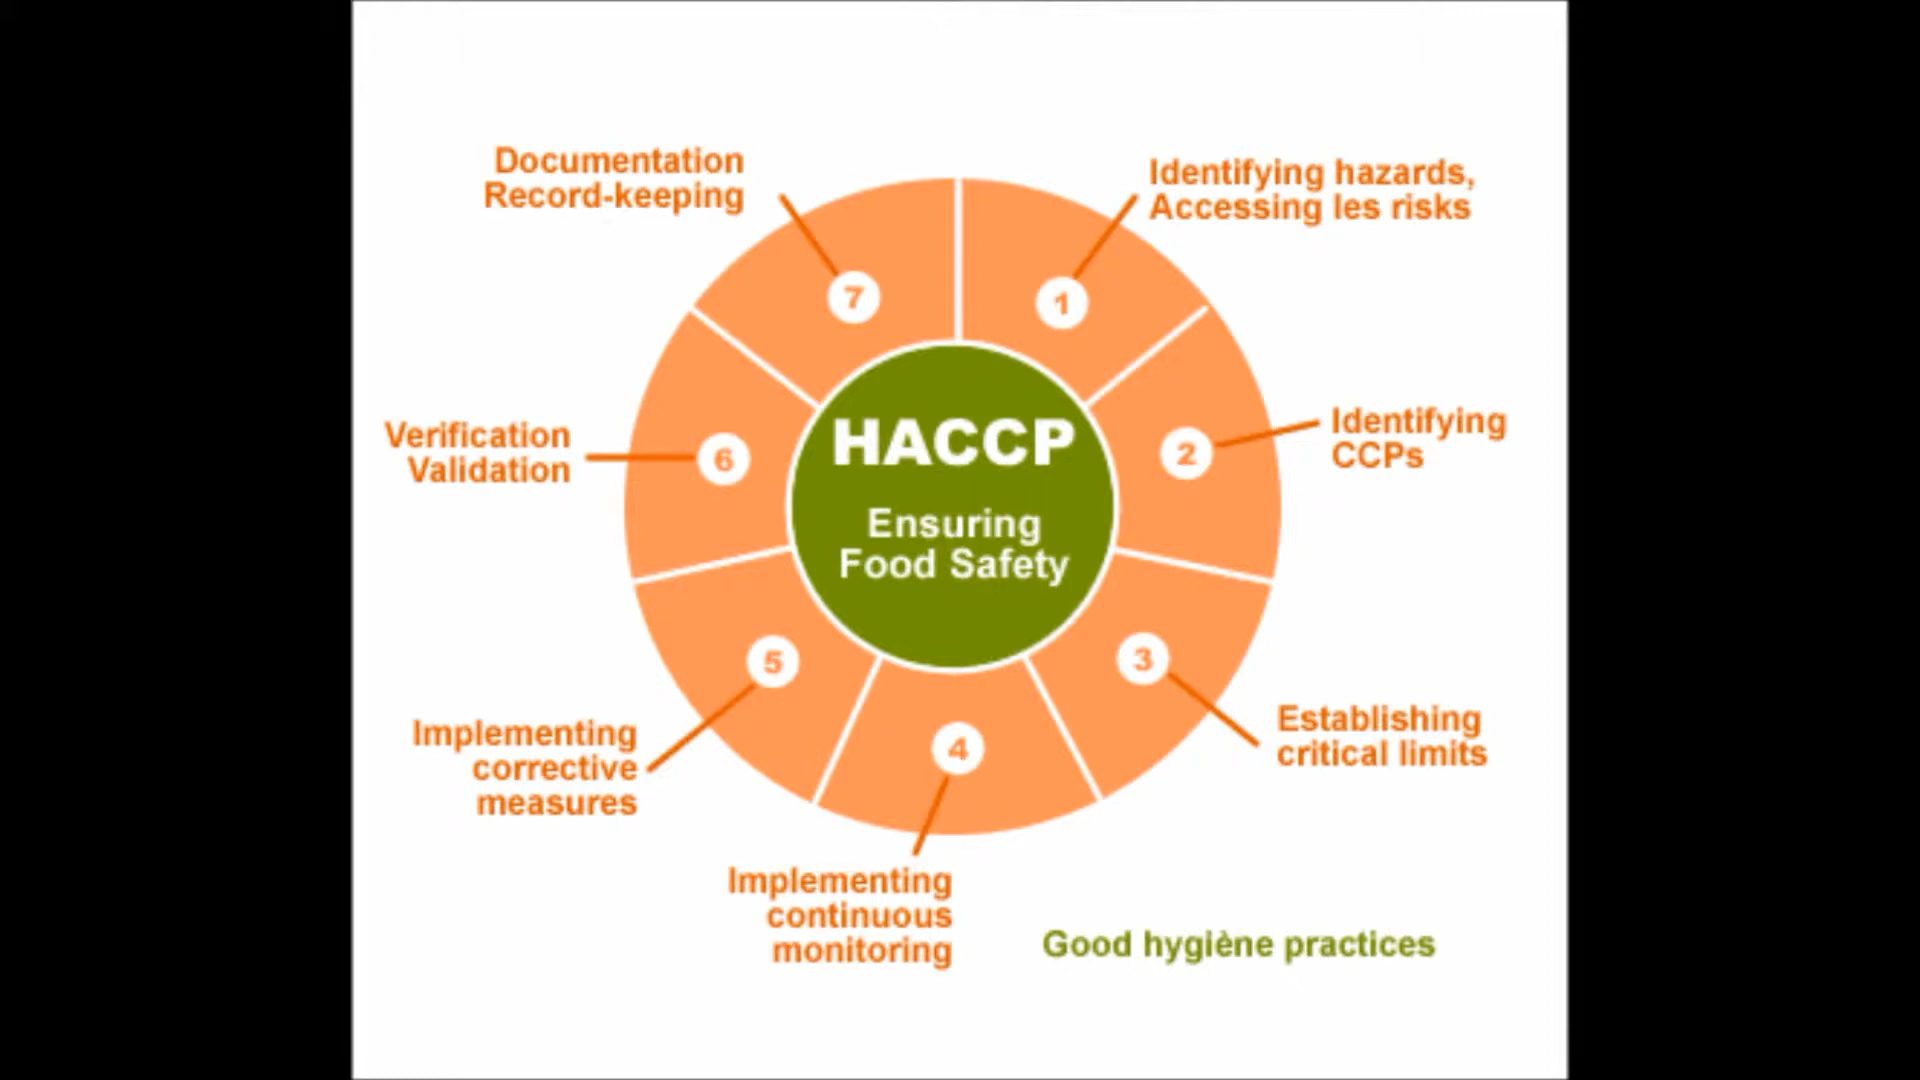 HACCP
Ensuring
Food Safety
1
Identifying hazards,
Accessing les risks
2
Identifying
CCPs
3
Establishing
critical limits
4
Implementing
continuous
monitoring
5
Implementing
corrective
measures
6
Verification
Validation
7
Documentation
Record-keeping
Good hygiène practices